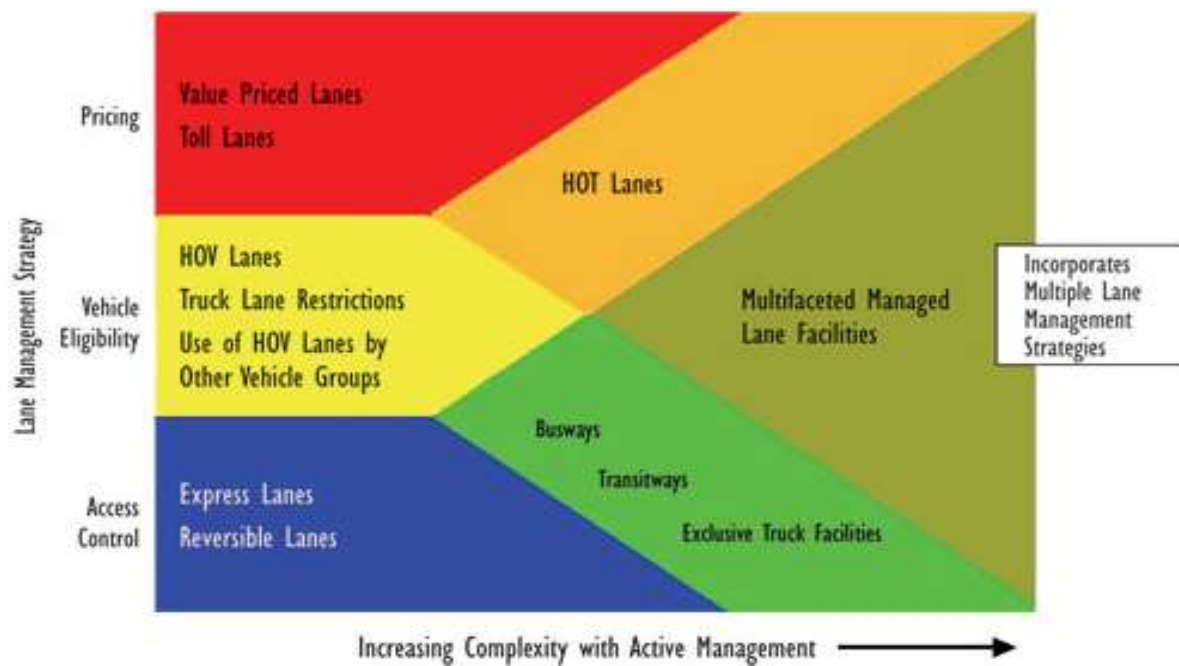 Lane Management Strategy
Pricing
Value Priced Lanes
Toll Lanes
HOT Lanes
Vehicle
Eligibility
HOV Lanes
Truck Lane Restrictions
Use of HOV Lanes by
Other Vehicle Groups
Multifaceted Managed
Lane Facilities
Incorporates
Multiple Lane
Management
Strategies
Access
Control
Express Lanes
Reversible Lanes
Busways
Transitways
Exclusive Truck Facilities
Increasing Complexity with Active Management